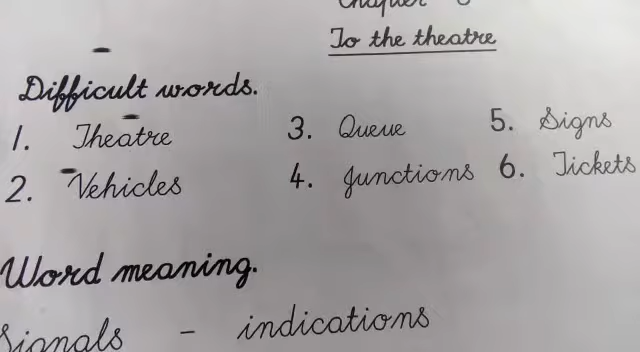 Chapter
To the theatre
Difficult words.
1. Theatre 3. Queue 5. Signs
2. Vehicles 4. Junctions 6. Tickets
Word meaning.
Signals - indications